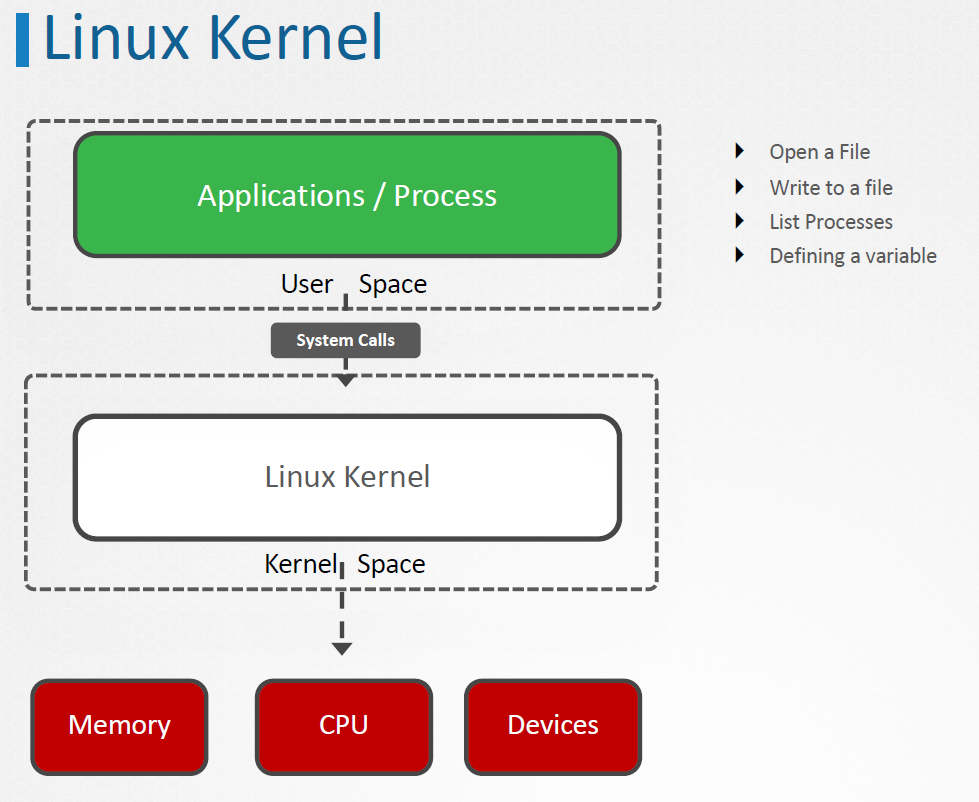 Linux Kernel
Applications / Process
User Space
System Calls
Linux Kernel
Kernel Space
Memory
CPU
Devices
Open a File
Write to a file
List Processes
Defining a variable